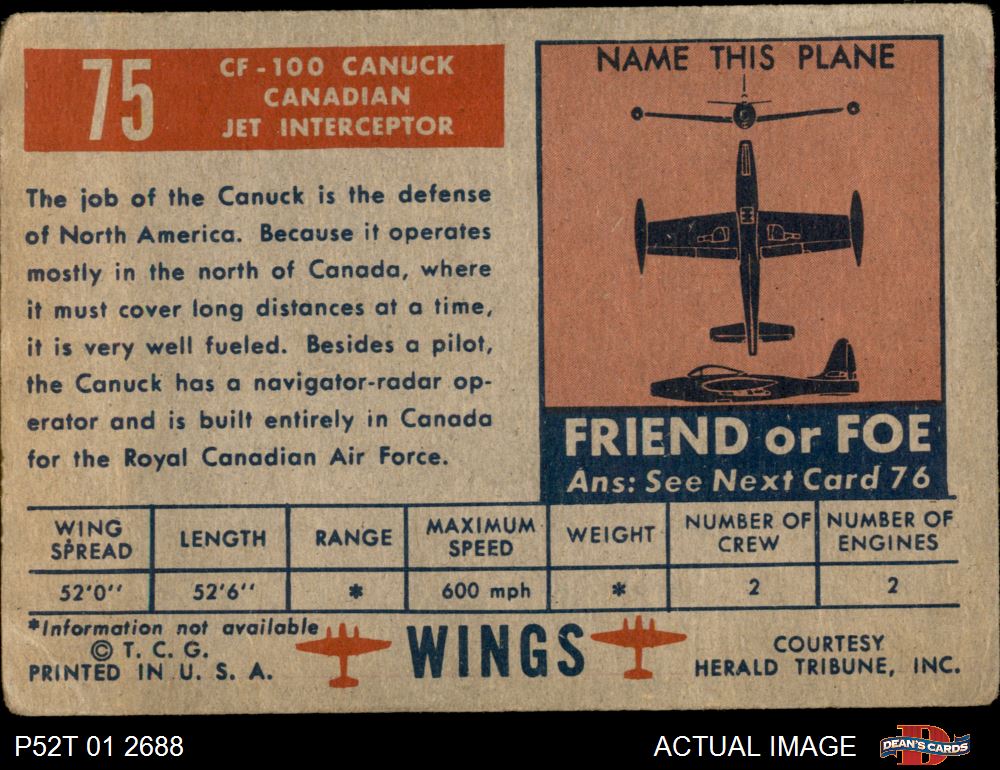 75
CF-100 CANUCK
CANADIAN
JET INTERCEPTOR
The job of the Canuck is the defense
of North America. Because it operates
mostly in the north of Canada, where
it must cover long distances at a time,
it is very well fueled. Besides a pilot,
the Canuck has a navigator-radar op-
erator and is built entirely in Canada
for the Royal Canadian Air Force.
NAME THIS PLANE
FRIEND or FOE
Ans: See Next Card 76
WING SPREAD LENGTH RANGE MAXIMUM SPEED WEIGHT NUMBER OF CREW NUMBER OF ENGINES
52'0'' 52'6'' * 600 mph * 2 2
*Information not available
© T. C. G.
PRINTED IN U. S. A.
WINGS
COURTESY
HERALD TRIBUNE, INC.
P52T 01 2688
ACTUAL IMAGE
D
DEAN'S CARDS